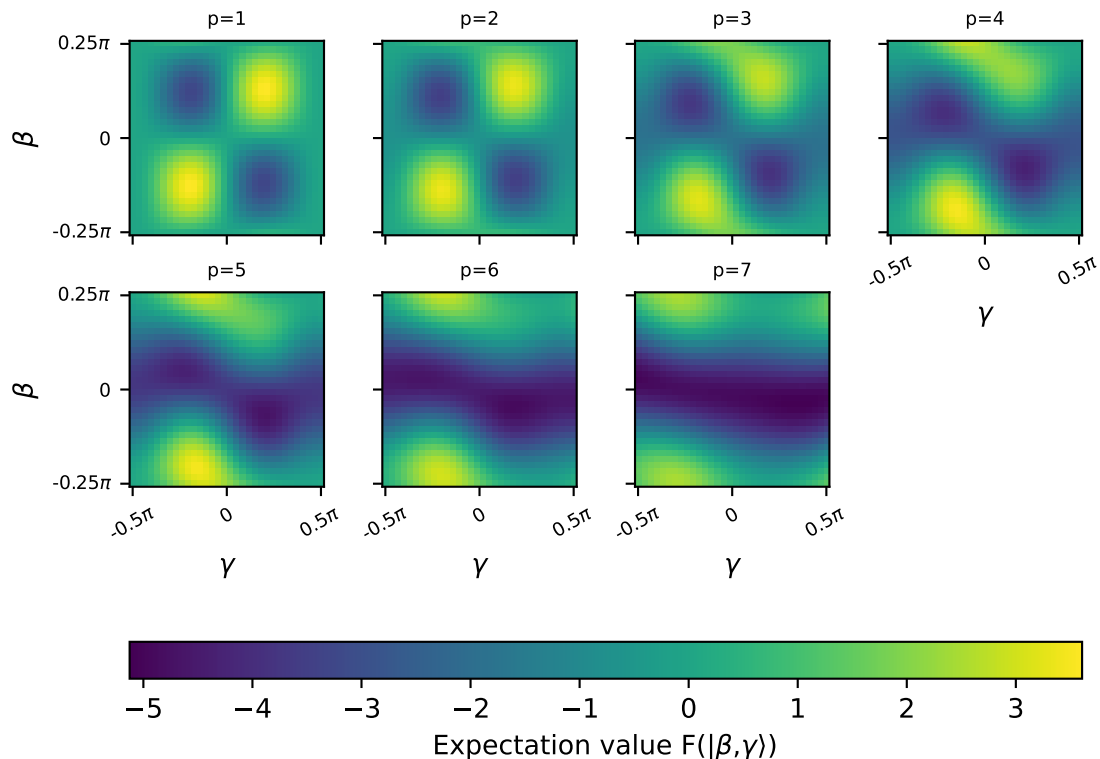 p=1 p=2 p=3 p=4
0.25π
β
0
-0.25π
-0.5π 0 0.5π
γ
p=5 p=6 p=7
0.25π
β
0
-0.25π
-0.5π 0 0.5π -0.5π 0 0.5π -0.5π 0 0.5π
γ γ γ
−5 −4 −3 −2 −1 0 1 2 3
Expectation value F(|β,γ⟩)